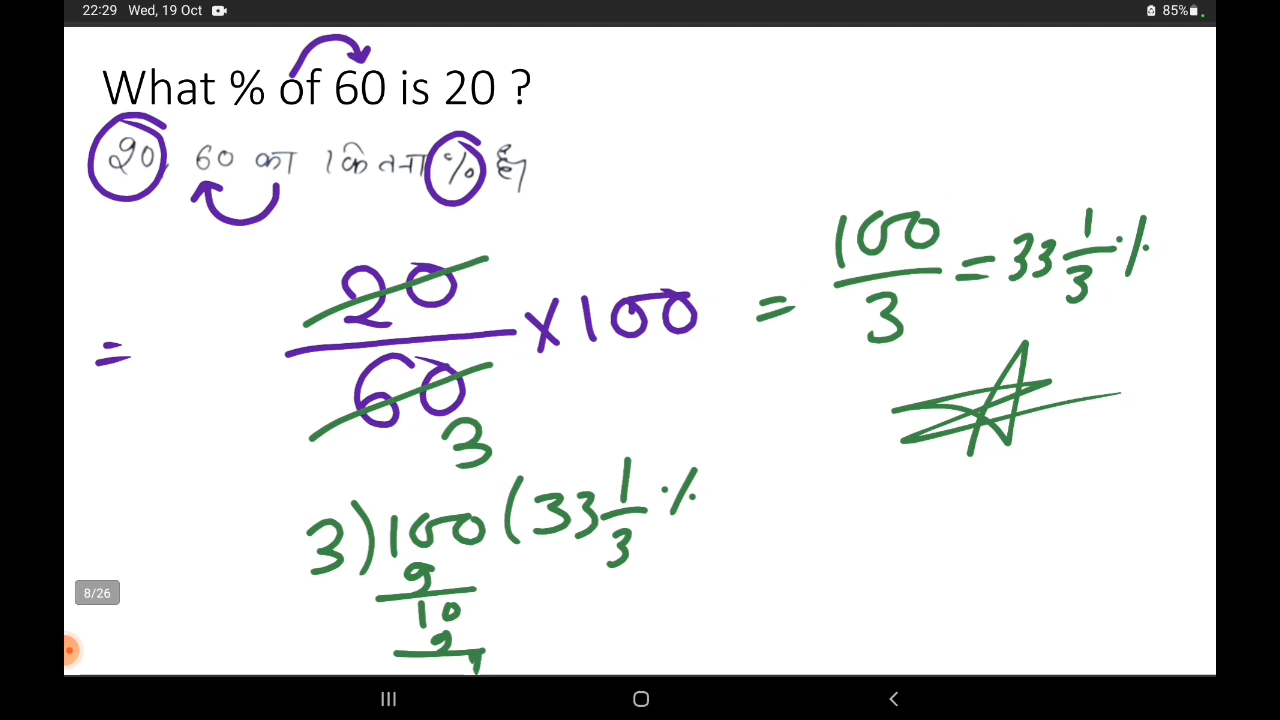 22:29 Wed, 19 Oct 85%
What % of 60 is 20 ?
20, 60 का कितना % है।
= 20/60 × 100 = 100/3 = 33 1/3 %
3
3) 100 (33 1/3 %
9
10
9
1
8/26